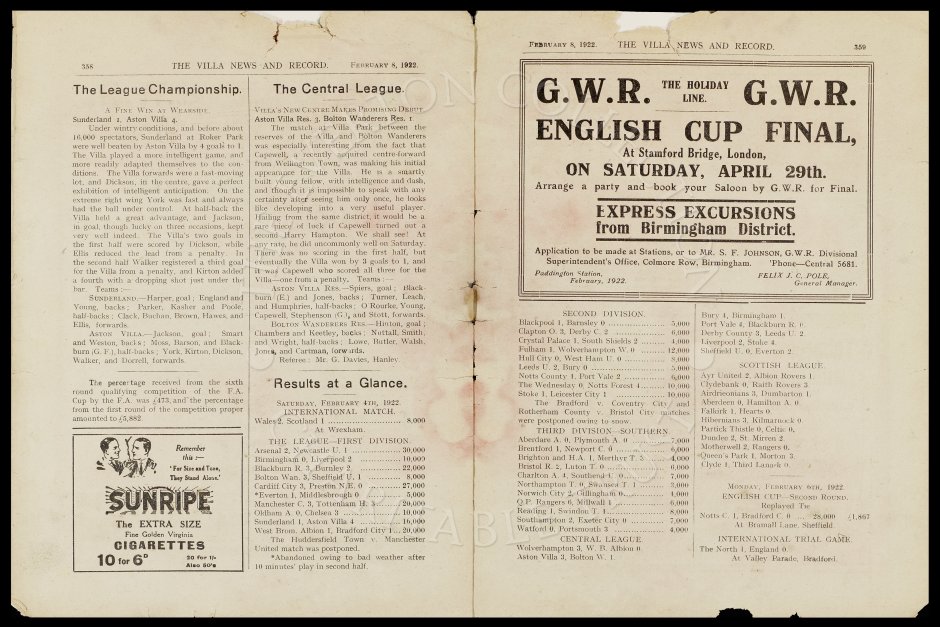 358 THE VILLA NEWS AND RECORD. FEBRUARY 8, 1922.
The League Championship.
A FINE WIN AT WEARSIDE.
Sunderland 1, Aston Villa 4.
Under wintry conditions, and before about
16,000 spectators, Sunderland at Roker Park
were well beaten by Aston Villa by 4 goals to 1.
The Villa played a more intelligent game, and
more readily adapted themselves to the con-
ditions. The Villa forwards were a fast-moving
lot, and Dickson, in the centre, gave a perfect
exhibition of intelligent anticipation. On the
extreme right wing York was fast and always
had the ball under control. At half-back the
Villa held a great advantage, and Jackson,
in goal, though lucky on three occasions, kept
very well indeed. The Villa's two goals in
the first half were scored by Dickson, while
Ellis reduced the lead from a penalty. In
the second half Walker registered a third goal
for the Villa from a penalty, and Kirton added
a fourth with a dropping shot just under the
bar. Teams :—
SUNDERLAND.—Harper, goal; England and
Young, backs; Parker, Kasher and Poole,
half-backs; Clack, Buchan, Brown, Hawes, and
Ellis, forwards.
ASTON VILLA.—Jackson, goal; Smart
and Weston, backs; Moss, Barson, and Black-
burn (G. F.), half-backs; York, Kirton, Dickson,
Walker, and Dorrell, forwards.
The percentage received from the sixth
round qualifying competition of the F.A.
Cup by the F.A. was £473, and the percentage
from the first round of the competition proper
amounted to £5,882.
Remember
this :—
"For Size and Tone,
They Stand Alone."
SUNRIPE
The EXTRA SIZE
Fine Golden Virginia
CIGARETTES
10 for 6D
20 for 1/-
Also 50's
The Central League.
VILLA'S NEW CENTRE MAKES PROMISING DEBUT.
Aston Villa Res. 3, Bolton Wanderers Res. 1
The match at Villa Park between the
reserves of the Villa and Bolton Wanderers
was especially interesting from the fact that
Capewell, a recently acquired centre-forward
from Wellington Town, was making his initial
appearance for the Villa. He is a smartly
built young fellow, with intelligence and dash,
and though it is impossible to speak with any
certainty after seeing him only once, he looks
like developing into a very useful player.
Hailing from the same district, it would be a
rare piece of luck if Capewell turned out a
second Harry Hampton. We shall see! At
any rate, he did uncommonly well on Saturday.
There was no scoring in the first half, but
eventually the Villa won by 3 goals to 1, and
it was Capewell who scored all three for the
Villa—one from a penalty. Teams :—
ASTON VILLA RES.—Spiers, goal; Black-
burn (E.) and Jones, backs; Turner, Leach,
and Humphries, half-backs; O'Rourke, Young,
Capewell, Stephenson (G.), and Stott, forwards.
BOLTON WANDERERS RES.—Hinton, goal;
Chambers and Keetley, backs; Nuttall, Smith,
and Wright, half-backs; Lowe, Butler, Walsh,
Jones, and Cartman, forwards.
Referee: Mr. G. Davies, Hanley.
Results at a Glance.
SATURDAY, FEBRUARY 4TH, 1922.
INTERNATIONAL MATCH.
Wales 2, Scotland 1 8,000
At Wrexham.
THE LEAGUE—FIRST DIVISION.
Arsenal 2, Newcastle U. 1 30,000
Birmingham 0, Liverpool 2 10,000
Blackburn R. 3, Burnley 2 22,000
Bolton Wan. 3, Sheffield U. 1 8,000
Cardiff City 3, Preston N.E. 0 27,000
*Everton 1, Middlesbrough 0 5,000
Manchester C. 3, Tottenham H. 20,000
Oldham A. 0, Chelsea 10,000
Sunderland 1, Aston Villa 4 16,000
West Brom. Albion 1, Bradford City 1 20,000
The Huddersfield Town v. Manchester
United match was postponed.
*Abandoned owing to bad weather after
10 minutes' play in second half.
FEBRUARY 8, 1922. THE VILLA NEWS AND RECORD. 359
G.W.R. THE HOLIDAY LINE. G.W.R.
ENGLISH CUP FINAL,
At Stamford Bridge, London,
ON SATURDAY, APRIL 29th.
Arrange a party and book your Saloon by G.W.R. for Final.
EXPRESS EXCURSIONS
from Birmingham District.
Application to be made at Stations, or to MR. S. F. JOHNSON, G.W.R. Divisional
Superintendent's Office, Colmore Row, Birmingham. 'Phone—Central 5681.
Paddington Station, FELIX J. C. POLE,
February, 1922. General Manager.
SECOND DIVISION.
Blackpool 1, Barnsley 0 5,000
Clapton O. 3, Derby C. 2 6,000
Crystal Palace 1, South Shields 2 4,000
Fulham 1, Wolverhampton W. 0 12,000
Hull City 0, West Ham U. 0 8,000
Leeds U. 2, Bury 0 5,000
Notts County 1, Port Vale 2 6,000
The Wednesday 0, Notts Forest 4 10,000
Stoke 1, Leicester City 1 10,000
The Bradford v. Coventry City and
Rotherham County v. Bristol City matches
were postponed owing to snow.
THIRD DIVISION—SOUTHERN.
Aberdare A. 0, Plymouth A. 0 7,000
Brentford 1, Newport C. 0 6,000
Brighton and H.A. 1, Merthyr T. 4,000
Bristol R. 2, Luton T. 0 6,000
Charlton A. 4, Southend 7,000
Northampton T. 0, Swansea T. 3,000
Norwich City 2, Gillingham 0 4,000
Q.P. Rangers 6, Millwall 6,000
Reading 1, Swindon T. 8,000
Southampton 2, Exeter City 0 7,000
Watford 0, Portsmouth 3 4,000
CENTRAL LEAGUE.
Wolverhampton 3, W. B. Albion 0.
Aston Villa 3, Bolton W. 1.
Bury 4, Birmingham 1.
Port Vale 4, Blackburn R. 0.
Derby County 3, Leeds U. 2.
Liverpool 2, Stoke 4.
Sheffield U. 0, Everton 2.
SCOTTISH LEAGUE.
Ayr United 2, Albion Rovers 1.
Clydebank 0, Raith Rovers 3.
Airdrieonians 3, Dumbarton 1.
Aberdeen 0, Hamilton A. 0.
Falkirk 1, Hearts 0.
Hibernians 3, Kilmarnock 0.
Partick Thistle 0, Celtic 0.
Dundee 2, St. Mirren 2.
Motherwell 2, Rangers 0.
Queen's Park 1, Morton 3.
Clyde 1, Third Lanark 0.
MONDAY, FEBRUARY 6TH, 1922.
ENGLISH CUP—SECOND ROUND.
Replayed Tie
Notts C. 1, Bradford C. 0 28,000 £1,867
At Bramall Lane, Sheffield.
INTERNATIONAL TRIAL GAME.
The North 1, England 0.
At Valley Parade, Bradford.